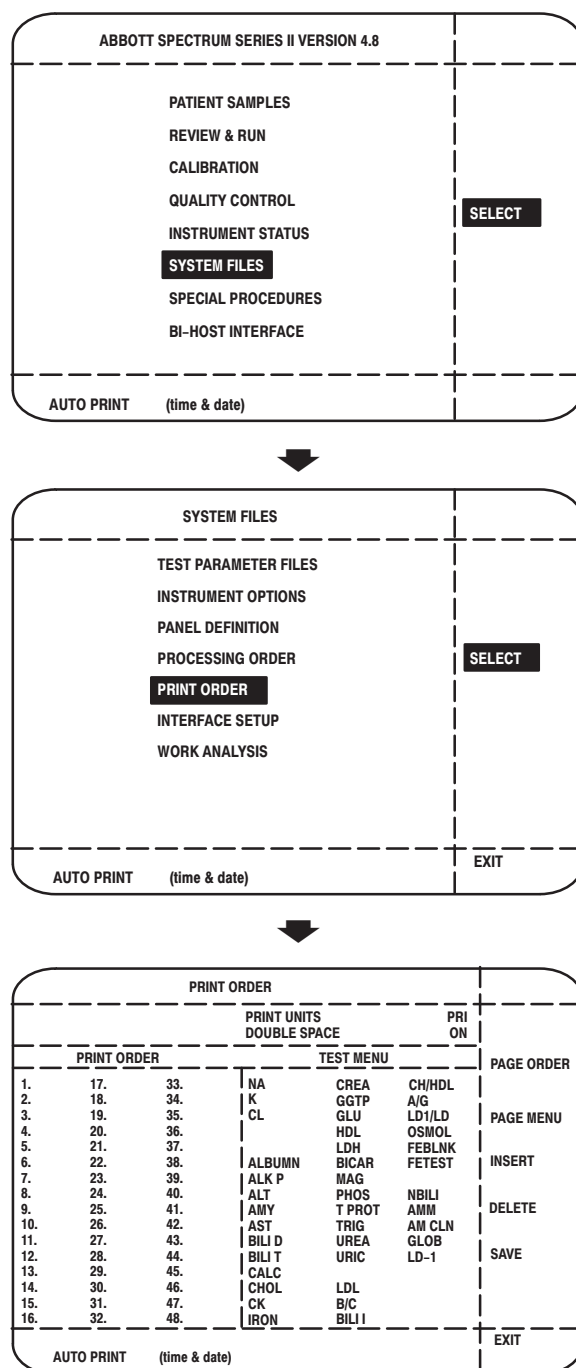 ABBOTT SPECTRUM SERIES II VERSION 4.8
PATIENT SAMPLES
REVIEW & RUN
CALIBRATION
QUALITY CONTROL
INSTRUMENT STATUS
SYSTEM FILES
SPECIAL PROCEDURES
BI-HOST INTERFACE
SELECT
AUTO PRINT (time & date)
SYSTEM FILES
TEST PARAMETER FILES
INSTRUMENT OPTIONS
PANEL DEFINITION
PROCESSING ORDER
PRINT ORDER
INTERFACE SETUP
WORK ANALYSIS
SELECT
EXIT
AUTO PRINT (time & date)
PRINT ORDER
PRINT UNITS PRI
DOUBLE SPACE ON
PRINT ORDER TEST MENU
1. 17. 33. NA CREA CH/HDL
2. 18. 34. K GGTP A/G
3. 19. 35. CL GLU LD1/LD
4. 20. 36. HDL OSMOL
5. 21. 37. LDH FEBLNK
6. 22. 38. ALBUMN BICAR FETEST
7. 23. 39. ALK P MAG
8. 24. 40. ALT PHOS NBILI
9. 25. 41. AMY T PROT AMM
10. 26. 42. AST TRIG AM CLN
11. 27. 43. BILI D UREA GLOB
12. 28. 44. BILI T URIC LD-1
13. 29. 45. CALC
14. 30. 46. CHOL LDL
15. 31. 47. CK B/C
16. 32. 48. IRON BILI I
PAGE ORDER
PAGE MENU
INSERT
DELETE
SAVE
EXIT
AUTO PRINT (time & date)